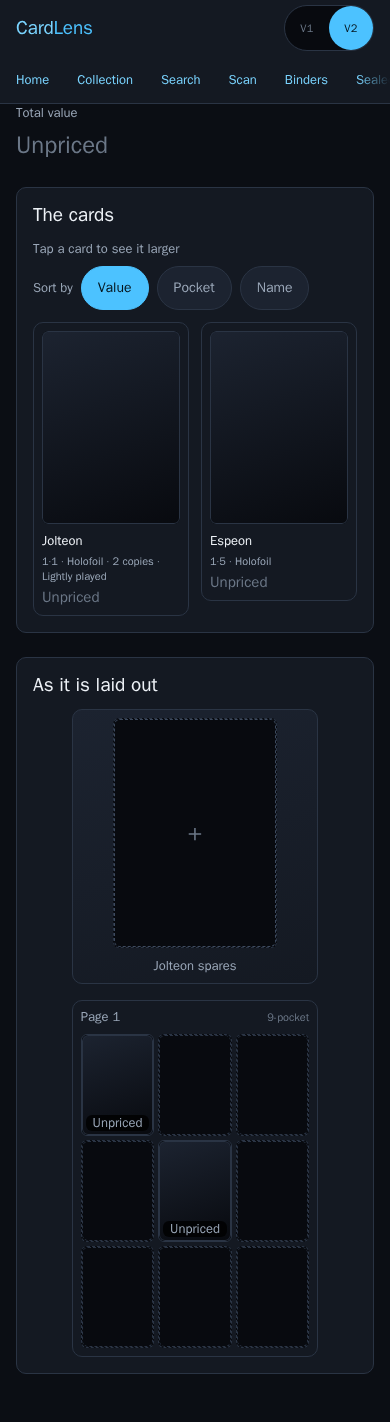 CardLens
V1 V2
Home Collection Search Scan Binders Seale
Total value
Unpriced
The cards
Tap a card to see it larger
Sort by Value Pocket Name
Jolteon
1·1 · Holofoil · 2 copies ·
Lightly played
Unpriced
Espeon
1·5 · Holofoil
Unpriced
As it is laid out
+
Jolteon spares
Page 1 9-pocket
Unpriced
Unpriced